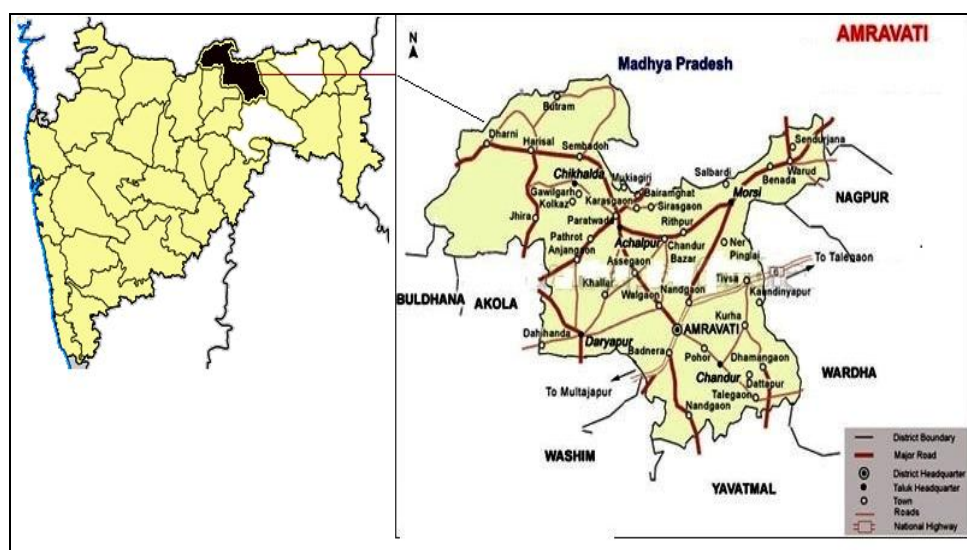 N
AMRAVATI
Madhya Pradesh
Butram
Dharni
Harisal
Sembadoh
Sendurjana
Warud
Benada
Salbardi
Morsi
NAGPUR
Chikhalda
Mukiagiri
Gawilgarh
Kolkaz
Karasgaon
Bairamghat
Sirasgaon
Jhira
Paratwada
Rithpur
Pathrot
Achalpur
Chandur
Bazar
Ner
Pinglai
Anjangaon
Assegaon
To Talegaon
6
Khallar
Walgaon
Nandgaon
Tivsa
Kaundinyapur
BULDHANA
AKOLA
Kurha
AMRAVATI
Dahihanda
Daryapur
Badnera
Pohor
Dhamangaon
Chandur
Dattapur
WARDHA
To Multajapur
Talegaon
Nandgaon
WASHIM
YAVATMAL
District Boundary
Major Road
District Headquarter
Taluk Headquarter
Town
Roads
National Highway